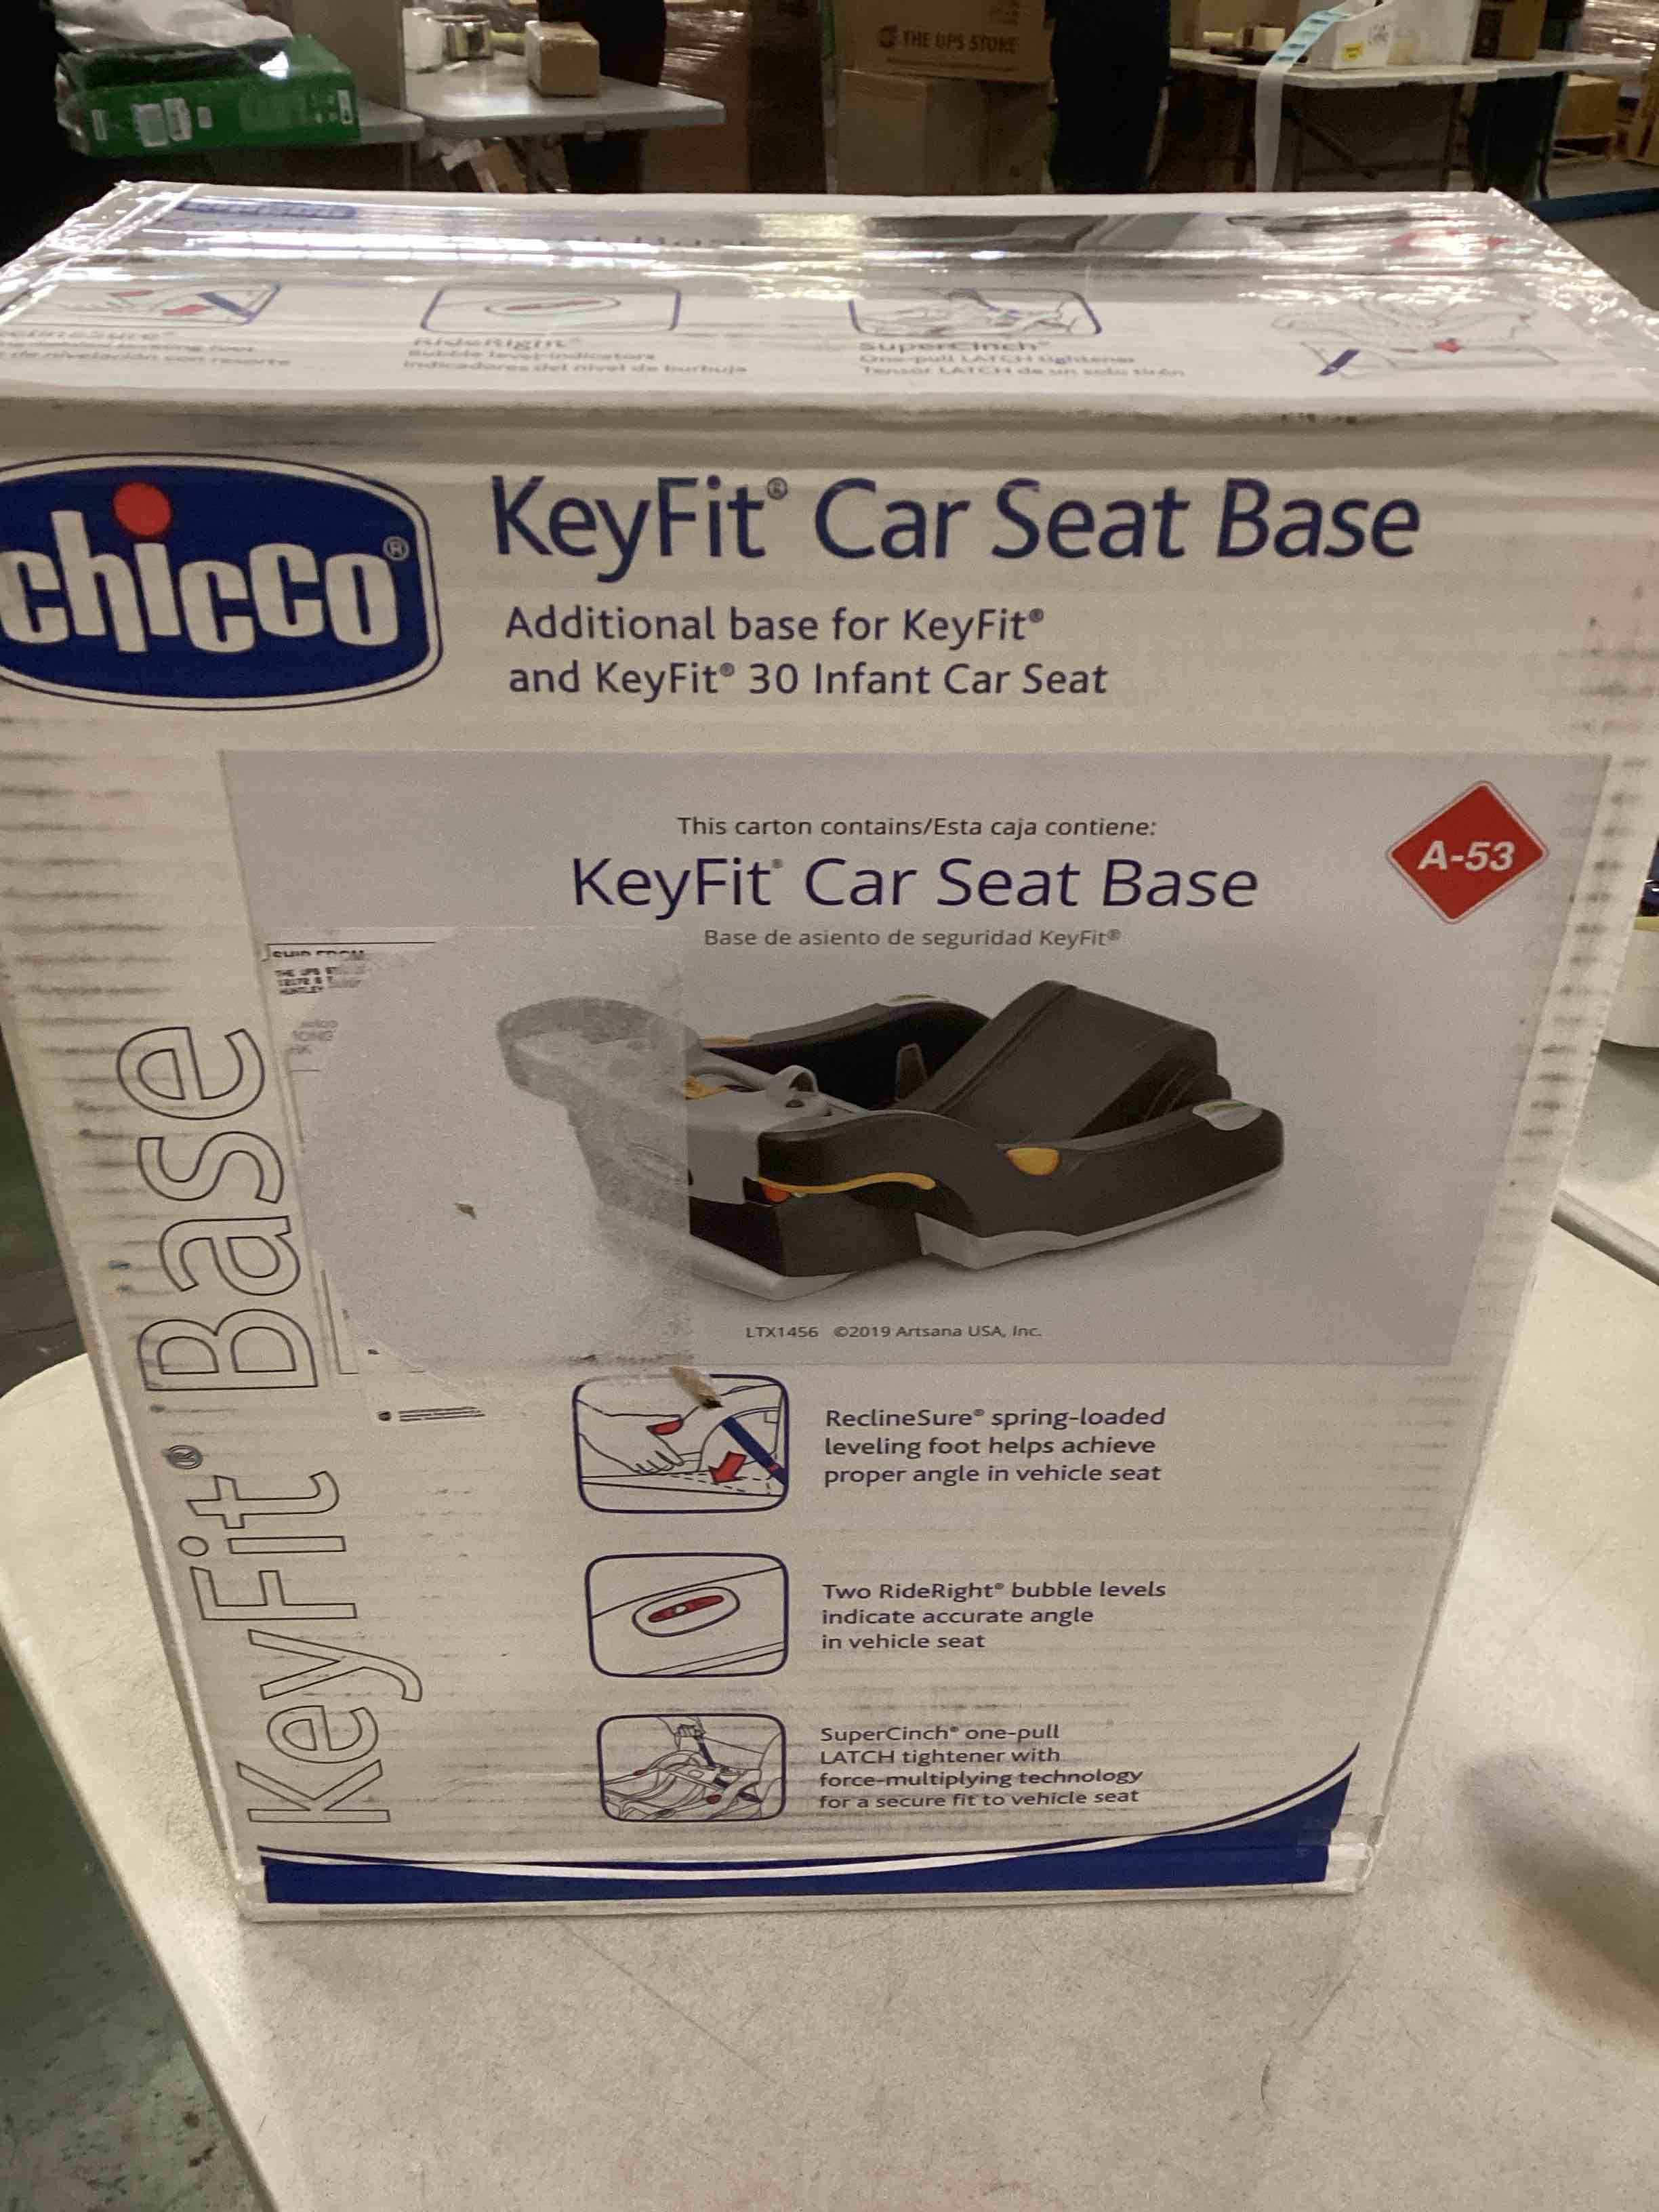 THE UPS STORE
RideRight®
Bubble level-indicators
Indicadores del nivel de burbuja
SuperCinch®
One-pull LATCH tightener
Tensor LATCH de un solo tirón
chicco®
KeyFit® Car Seat Base
Additional base for KeyFit®
and KeyFit® 30 Infant Car Seat
This carton contains/Esta caja contiene:
KeyFit® Car Seat Base
Base de asiento de seguridad KeyFit®
A-53
SHIP FROM
THE UPS
HUNTLEY
LTX1456 ©2019 Artsana USA, Inc.
KeyFit® Base
ReclineSure® spring-loaded
leveling foot helps achieve
proper angle in vehicle seat
Two RideRight® bubble levels
indicate accurate angle
in vehicle seat
SuperCinch® one-pull
LATCH tightener with
force-multiplying technology
for a secure fit to vehicle seat